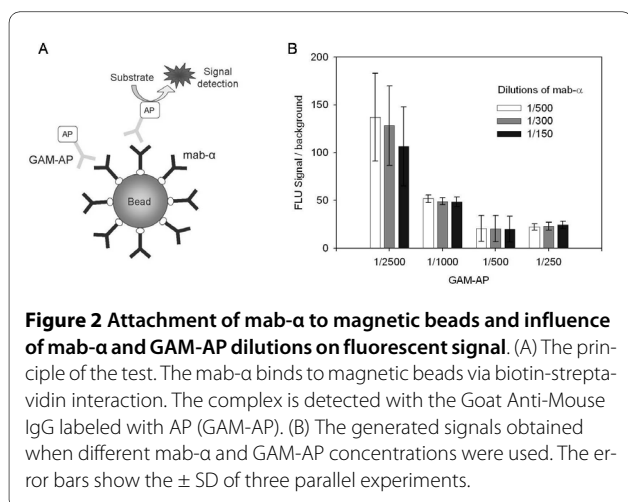 A
Substrate
Signal
detection
AP
AP
GAM-AP
mab-α
Bead
B
200
150
100
50
0
FLU Signal / background
Dilutions of mab-α
1/500
1/300
1/150
1/2500
1/1000
1/500
1/250
GAM-AP
Figure 2 Attachment of mab-α to magnetic beads and influence
of mab-α and GAM-AP dilutions on fluorescent signal. (A) The prin-
ciple of the test. The mab-α binds to magnetic beads via biotin-strepta-
vidin interaction. The complex is detected with the Goat Anti-Mouse
IgG labeled with AP (GAM-AP). (B) The generated signals obtained
when different mab-α and GAM-AP concentrations were used. The er-
ror bars show the ± SD of three parallel experiments.